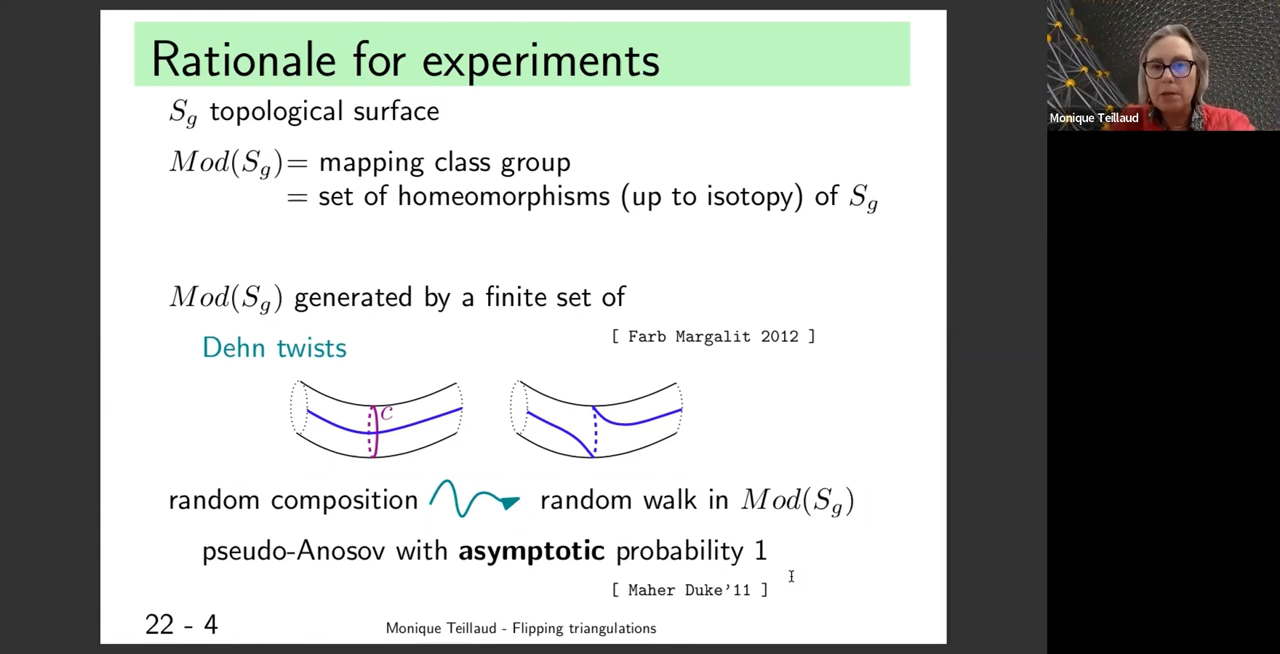 Rationale for experiments
Monique Teillaud
S_g topological surface
Mod(S_g)= mapping class group
= set of homeomorphisms (up to isotopy) of S_g
Mod(S_g) generated by a finite set of
[ Farb Margalit 2012 ]
Dehn twists
c
random composition random walk in Mod(S_g)
pseudo-Anosov with asymptotic probability 1
[ Maher Duke'11 ]
22 - 4
Monique Teillaud - Flipping triangulations